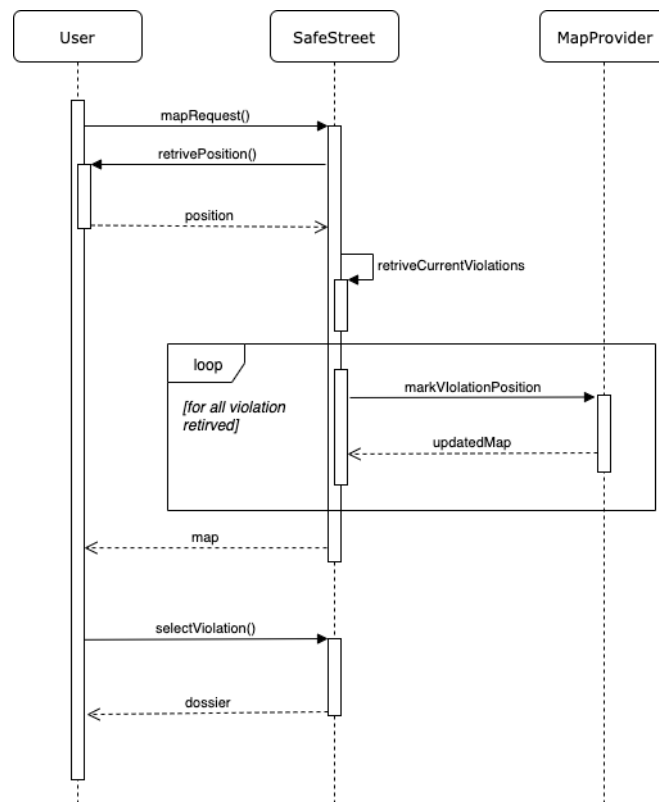 User
SafeStreet
MapProvider
mapRequest()
retrivePosition()
position
retriveCurrentViolations
loop
[for all violation
retirved]
markVIolationPosition
updatedMap
map
selectViolation()
dossier